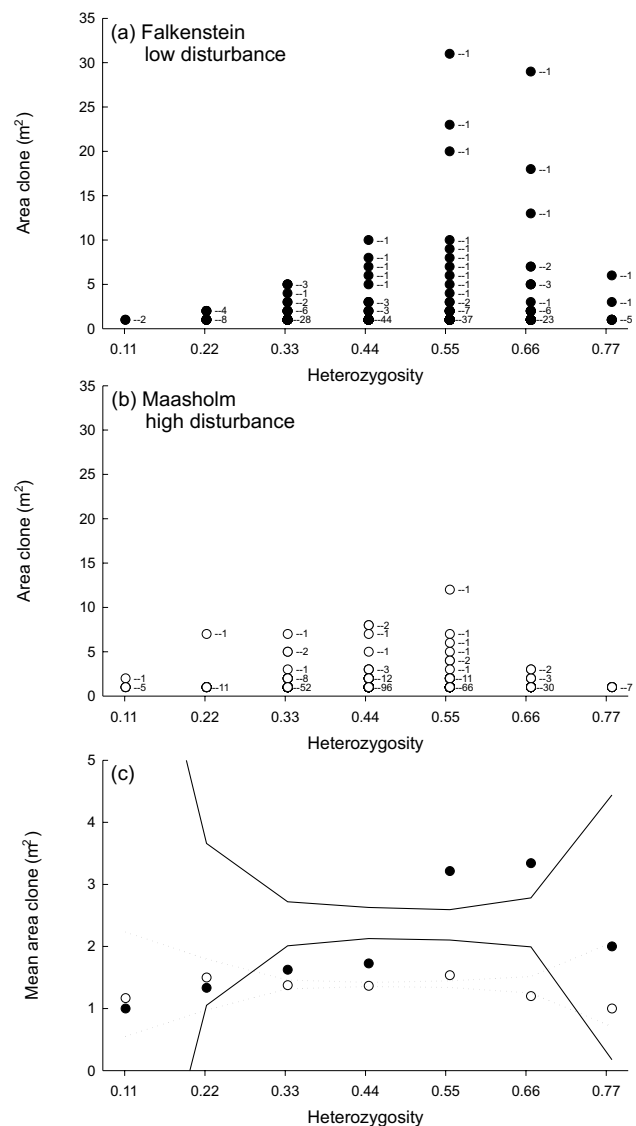 (a) Falkenstein
low disturbance
Area clone (m²)
35
--1
30
--1
25
--1
20 --1
--1
15
--1
10 --1 --1
--1
--1 --1
--1 --1 --2
--1 --1 --1
5 --3 --1 --1 --3
--1 --1
--2 --3 --2 --1 --1
--4 --6 --3 --7 --6
--2 --8 --28 --44 --37 --23 --5
0
0.11 0.22 0.33 0.44 0.55 0.66 0.77
Heterozygosity
(b) Maasholm
high disturbance
Area clone (m²)
35
30
25
20
15
--1
10
--2
--1 --1 --1 --1
--1
5 --2 --1 --1
--2
--1 --3 --1 --2
--1 --8 --12 --11 --3
--5 --11 --52 --96 --66 --30 --7
0
0.11 0.22 0.33 0.44 0.55 0.66 0.77
Heterozygosity
(c)
Mean area clone (m²)
5
4
3
2
1
0
0.11 0.22 0.33 0.44 0.55 0.66 0.77
Heterozygosity